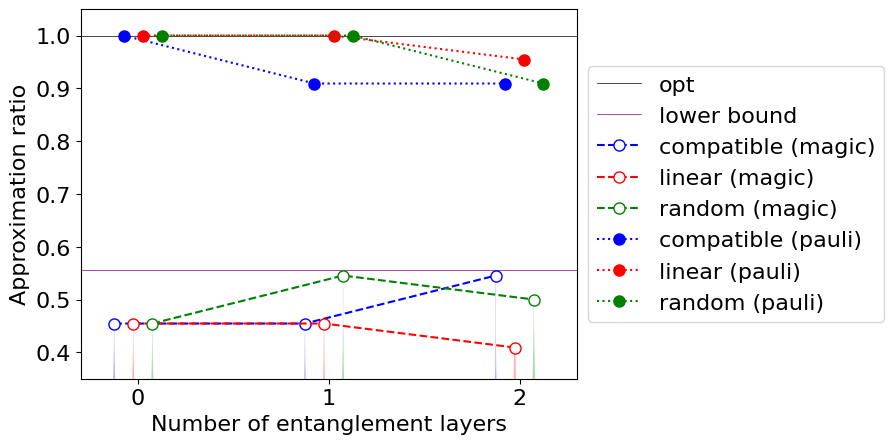 1.0
0.9
0.8
0.7
0.6
0.5
0.4
Approximation ratio
0
1
2
Number of entanglement layers
opt
lower bound
compatible (magic)
linear (magic)
random (magic)
compatible (pauli)
linear (pauli)
random (pauli)